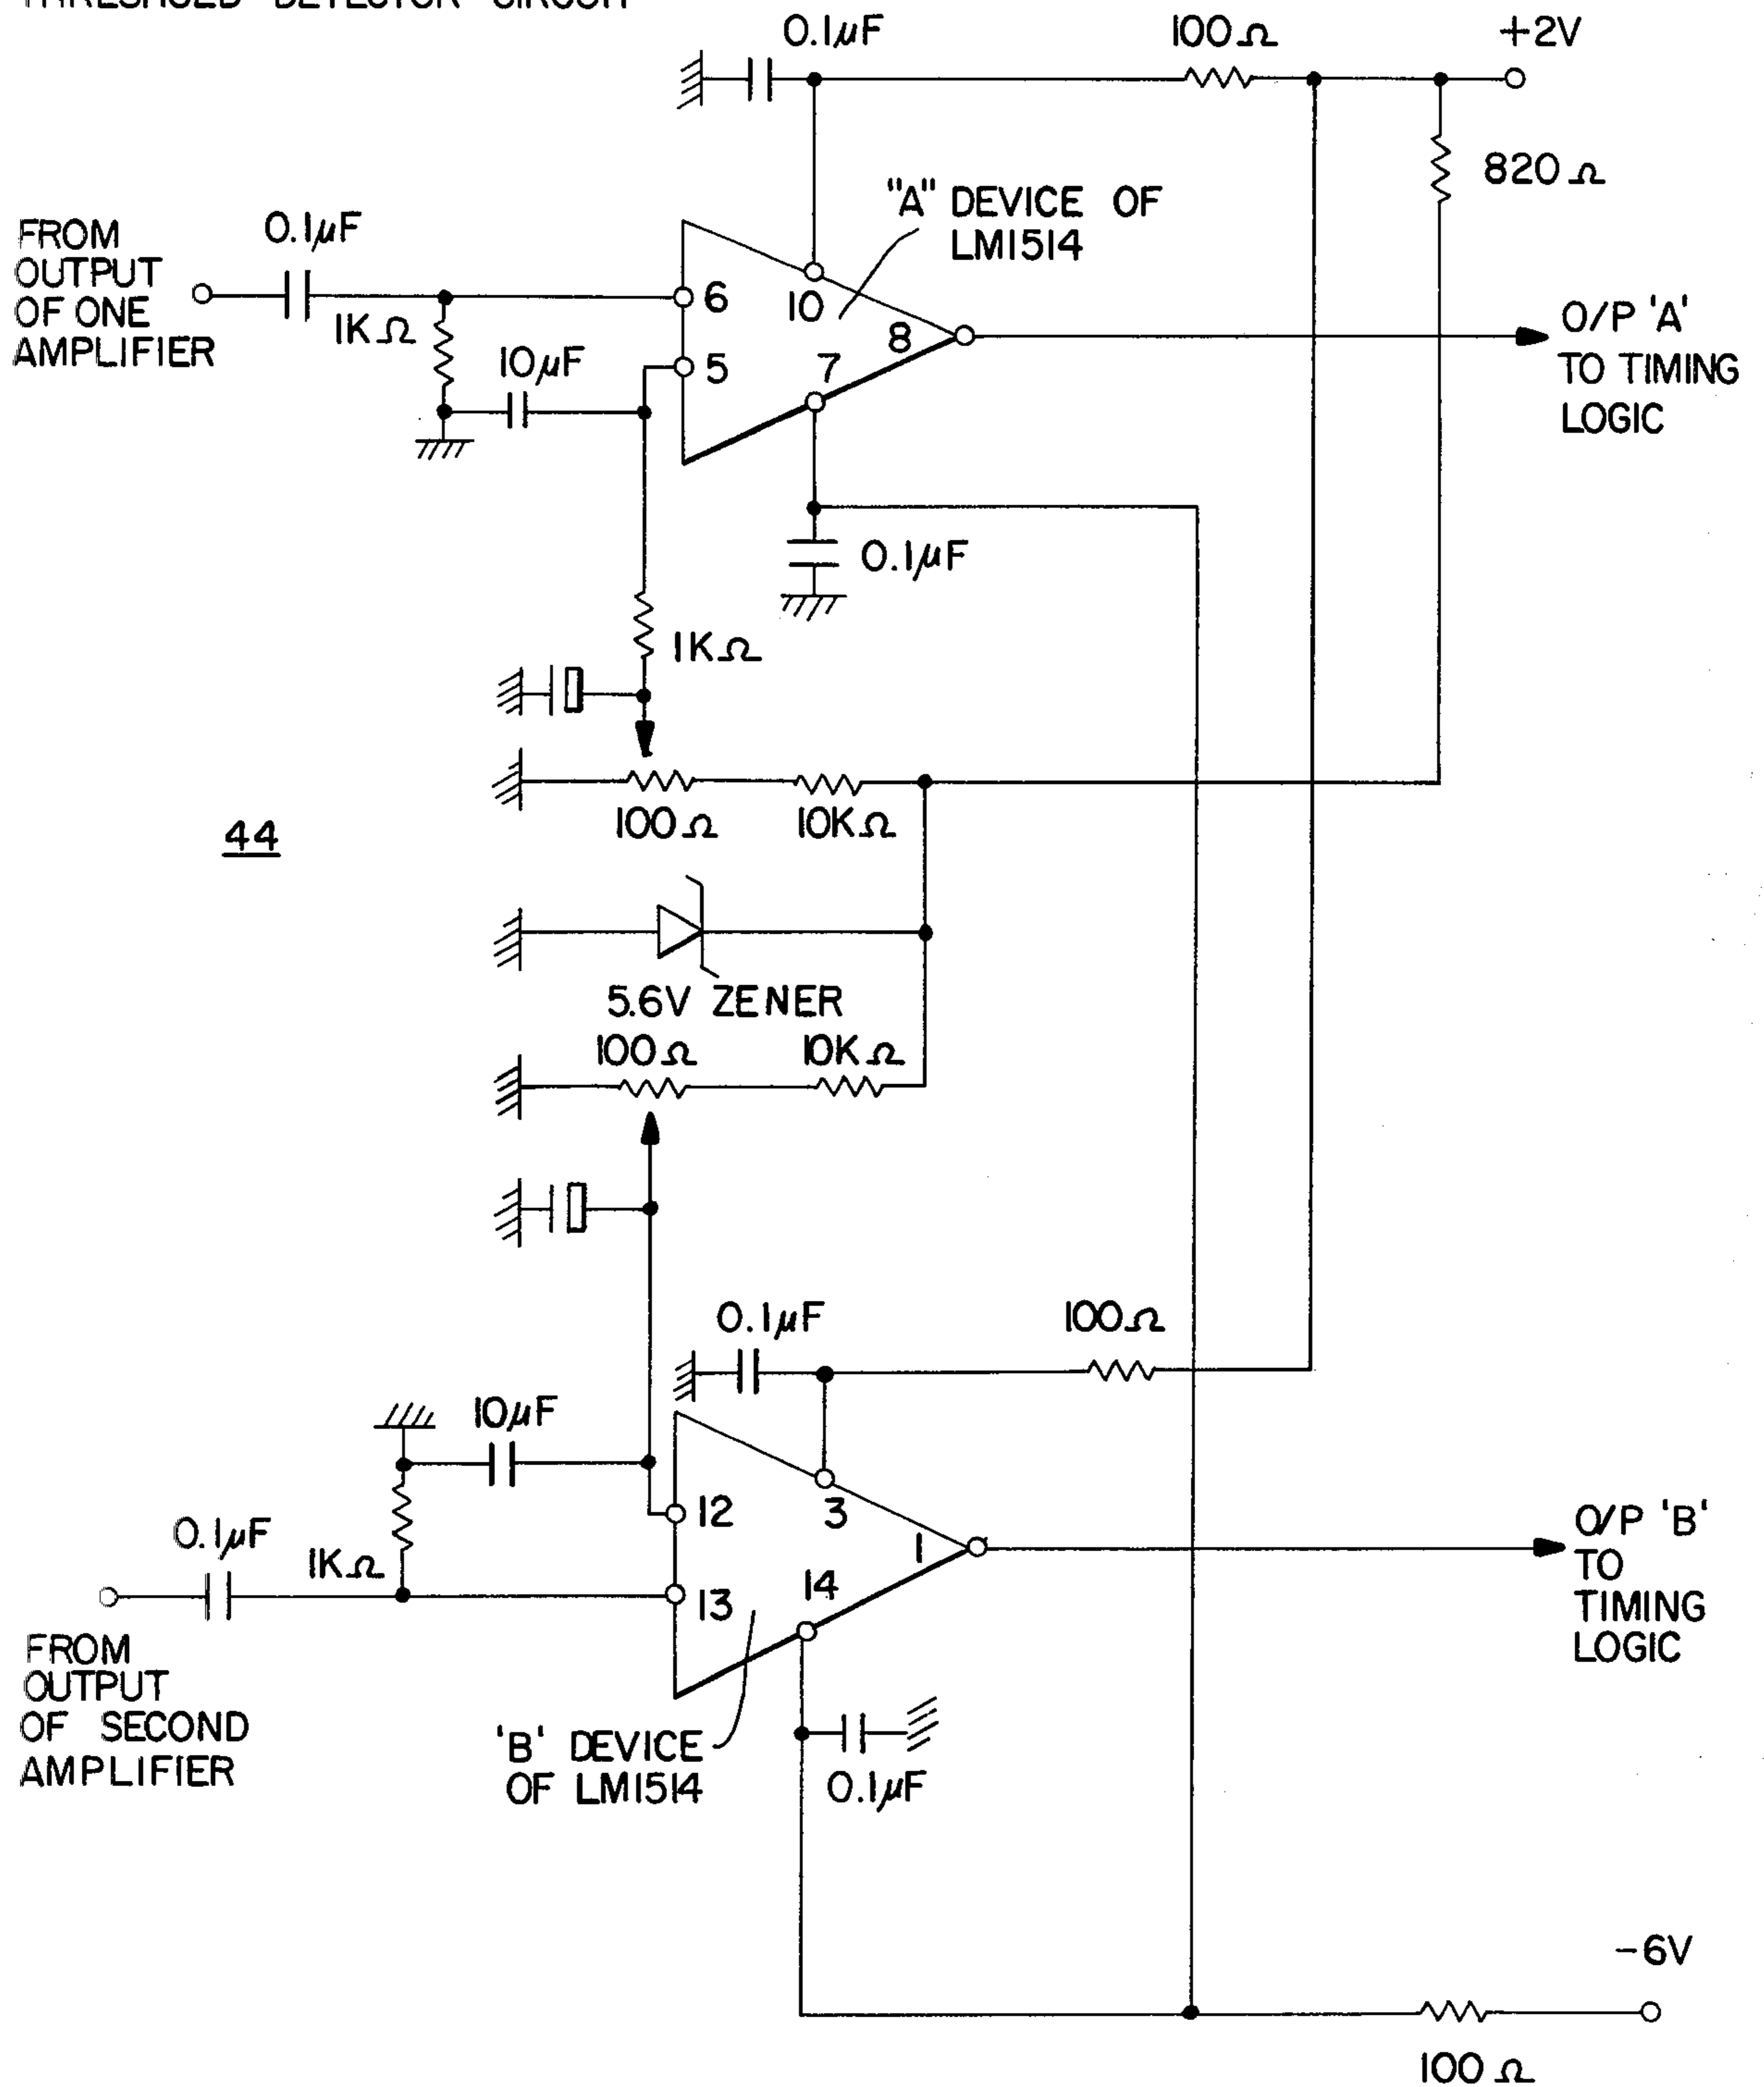 THRESHOLD DETECTOR CIRCUIT
0.1μF
100Ω
+2V
820Ω
"A" DEVICE OF
LM1514
FROM
OUTPUT
OF ONE
AMPLIFIER
0.1μF
1KΩ
10μF
6
5
10
7
8
O/P 'A'
TO TIMING
LOGIC
0.1μF
1KΩ
100Ω
10KΩ
44
5.6V ZENER
100Ω
10KΩ
0.1μF
100Ω
10μF
0.1μF
1KΩ
12
13
3
14
1
O/P 'B'
TO
TIMING
LOGIC
FROM
OUTPUT
OF SECOND
AMPLIFIER
'B' DEVICE
OF LM1514
0.1μF
-6V
100Ω